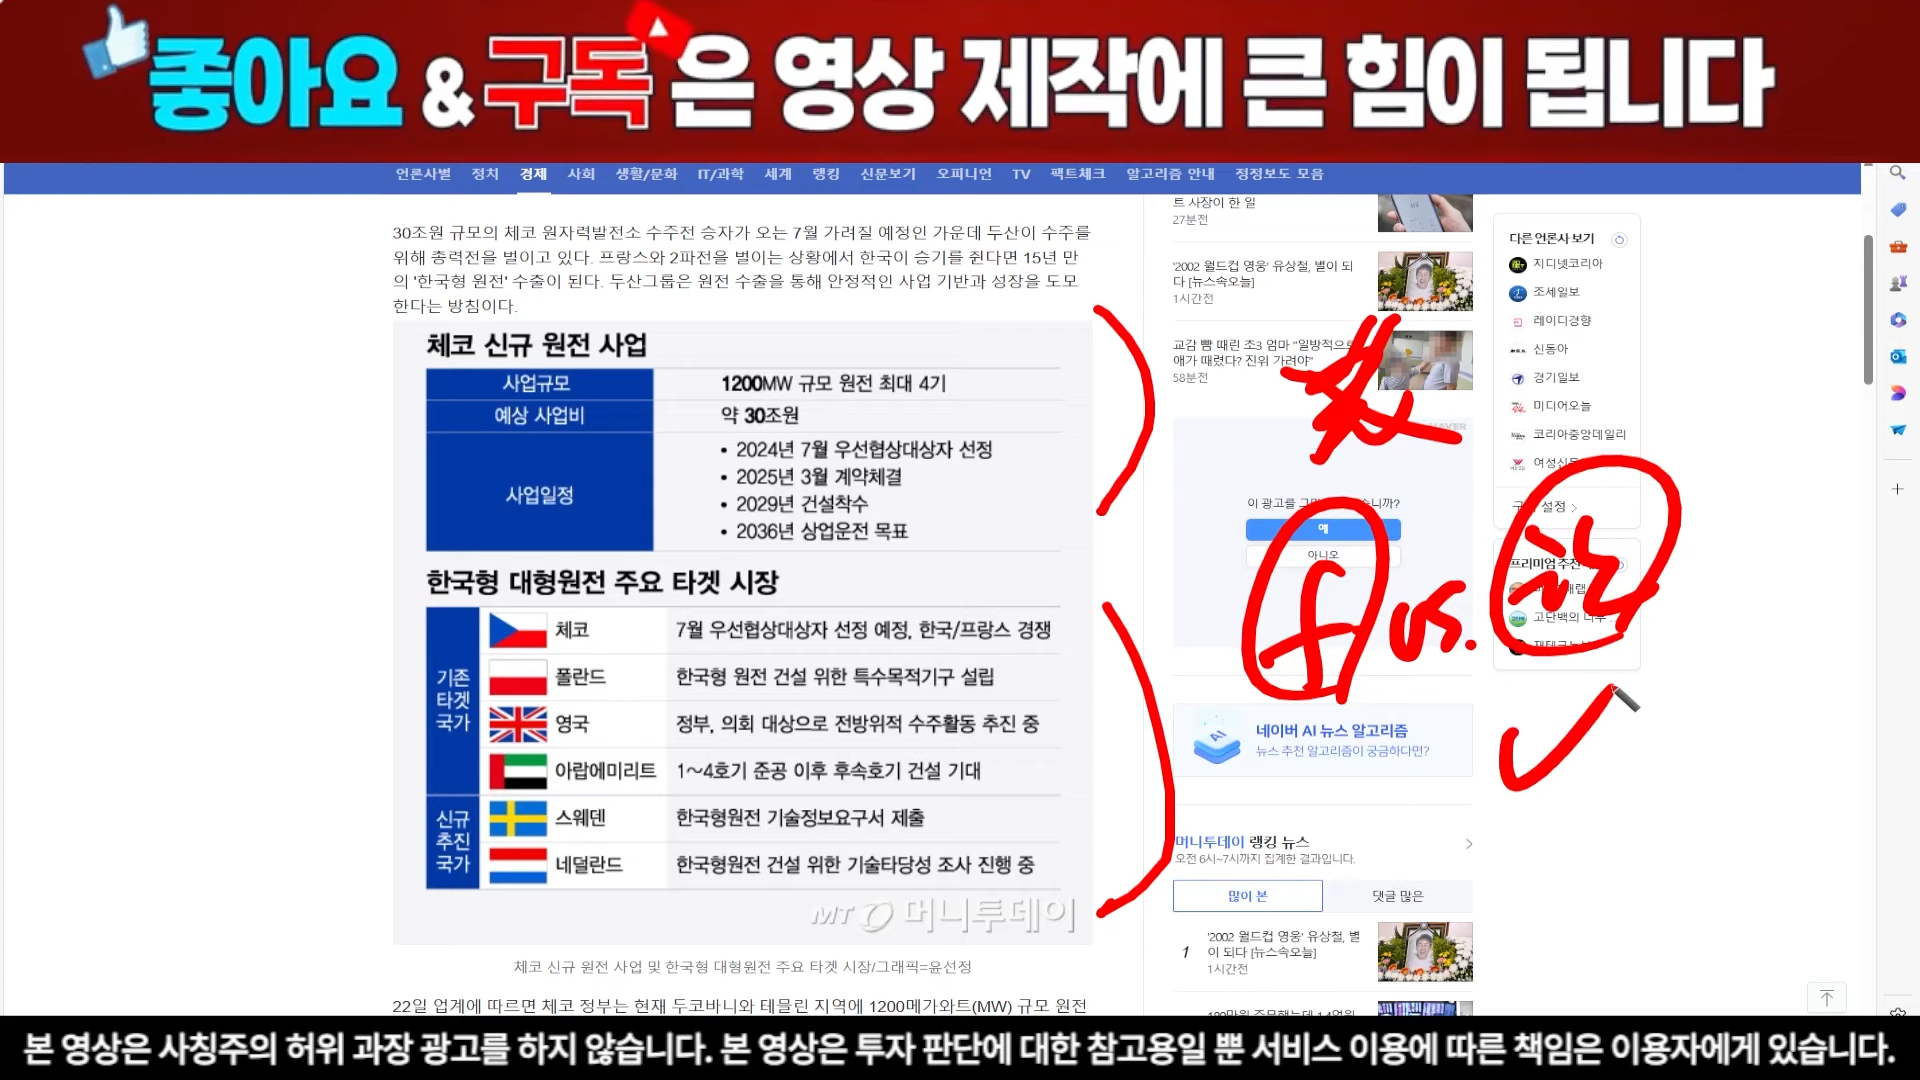 좋아요 & 구독은 영상 제작에 큰 힘이 됩니다
언론사별 정치 경제 사회 생활/문화 IT/과학 세계 랭킹 신문보기 오피니언 TV 팩트체크 알고리즘 안내 정정보도 모음
30조원 규모의 체코 원자력발전소 수주전 승자가 오는 7월 가려질 예정인 가운데 두산이 수주를
위해 총력전을 벌이고 있다. 프랑스와 2파전을 벌이는 상황에서 한국이 승기를 쥔다면 15년 만
의 '한국형 원전' 수출이 된다. 두산그룹은 원전 수출을 통해 안정적인 사업 기반과 성장을 도모
한다는 방침이다.
체코 신규 원전 사업
사업규모 1200MW 규모 원전 최대 4기
예상 사업비 약 30조원
사업일정
• 2024년 7월 우선협상대상자 선정
• 2025년 3월 계약체결
• 2029년 건설착수
• 2036년 상업운전 목표
한국형 대형원전 주요 타겟 시장
기존 타겟 국가
체코 7월 우선협상대상자 선정 예정, 한국/프랑스 경쟁
폴란드 한국형 원전 건설 위한 특수목적기구 설립
영국 정부, 의회 대상으로 전방위적 수주활동 추진 중
아랍에미리트 1~4호기 준공 이후 후속호기 건설 기대
신규 추진 국가
스웨덴 한국형원전 기술정보요구서 제출
네덜란드 한국형원전 건설 위한 기술타당성 조사 진행 중
MT 머니투데이
체코 신규 원전 사업 및 한국형 대형원전 주요 타겟 시장/그래픽=윤선정
22일 업계에 따르면 체코 정부는 현재 두코바니와 테믈린 지역에 1200메가와트(MW) 규모 원전
트 사장이 한 일
27분전
'2002 월드컵 영웅' 유상철, 별이 되
다 [뉴스속오늘]
1시간전
교감 뺨 때린 초3 엄마 "일방적으로
애가 때렸다? 진위 가려야"
58분전
NAVER
이 광고를 그
니까?
예
아니오
f vs.
네이버 AI 뉴스 알고리즘
뉴스 추천 알고리즘이 궁금하다면?
머니투데이 랭킹 뉴스
오전 6시~7시까지 집계한 결과입니다.
많이 본 댓글 많은
1 '2002 월드컵 영웅' 유상철, 별
이 되다 [뉴스속오늘]
1시간전
다른 언론사 보기
지디넷코리아
조세일보
레이디경향
신동아
경기일보
미디어오늘
코리아중앙데일리
여성신문
설정
프리미엄 추천
고단백의
본 영상은 사칭주의 허위 과장 광고를 하지 않습니다. 본 영상은 투자 판단에 대한 참고용일 뿐 서비스 이용에 따른 책임은 이용자에게 있습니다.